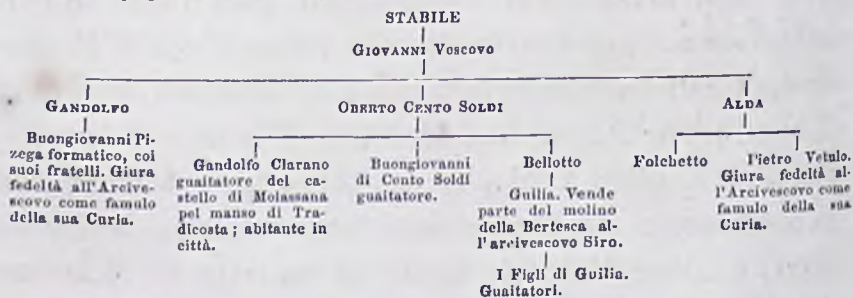 STABILE
GIOVANNI VOSCOVO
GANDOLFO
OBERTO CENTO SOLDI
ALDA
Buongiovanni Pi-
zega formatico, coi
suoi fratelli. Giura
fedeltà all'Arcive-
scovo come famulo
della sua Curia.
Gandolfo Clarano
guaitatore del ca-
stello di Molassana
pel manso di Tra-
dicosta; abitante in
città.
Buongiovanni
di Cento Soldi
guaitatore.
Bellotto
Guilia. Vende
parte del molino
della Bertesca al-
l'arcivescovo Siro.
I Figli di Guilia.
Guaitatori.
Folchetto
Pietro Vetulo.
Giura fedeltà al-
l'Arcivescovo come
famulo della sua
Curia.